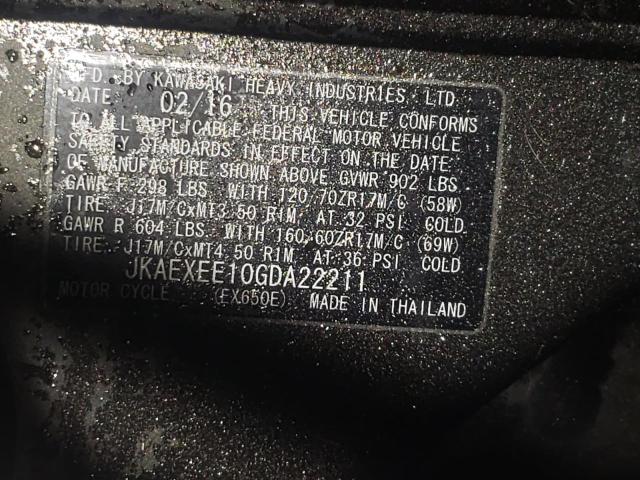 MFD. BY KAWASAKI HEAVY INDUSTRIES, LTD
DATE: 02/16 THIS VEHICLE CONFORMS
TO ALL APPLICABLE FEDERAL MOTOR VEHICLE
SAFETY STANDARDS IN EFFECT ON THE DATE
OF MANUFACTURE SHOWN ABOVE GVWR 902 LBS
GAWR F 298 LBS. WITH 120/70ZR17M/C (58W)
TIRE. J17M/CxMT3.50 RIM, AT 32 PSI COLD.
GAWR R 604 LBS. WITH 160/60ZR17M/C (69W)
TIRE. J17M/CxMT4.50 RIM, AT 36 PSI COLD
JKAEXEE10GDA22211
MOTOR CYCLE (EX650E) MADE IN THAILAND